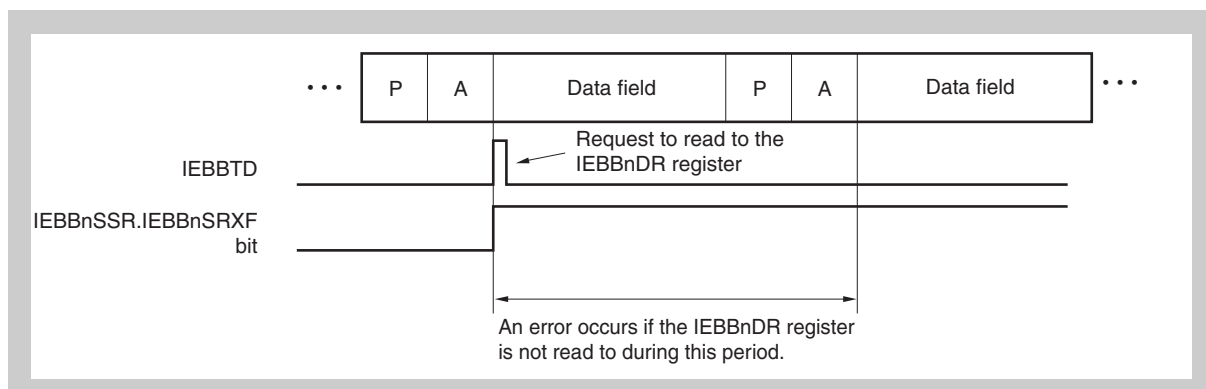 ··· P A Data field P A Data field ···
Request to read to the
IEBBnDR register
IEBBTD
IEBBnSSR.IEBBnSRXF
bit
An error occurs if the IEBBnDR register
is not read to during this period.